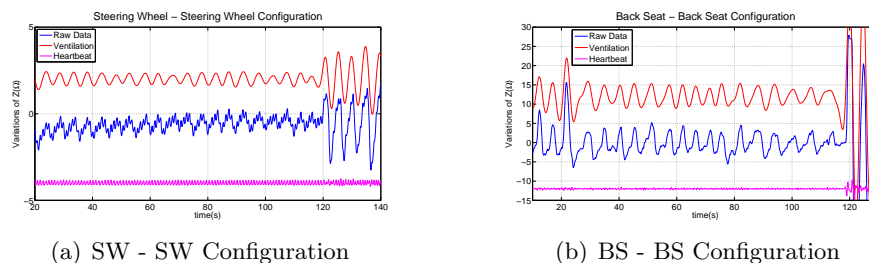 Steering Wheel − Steering Wheel Configuration
5
0
−5
Variations of Z(Ω)
Raw Data
Ventilation
Heartbeat
20 40 60 80 100 120 140
time(s)
(a) SW - SW Configuration
Back Seat − Back Seat Configuration
30
25
20
15
10
5
0
−5
−10
−15
Variations of Z(Ω)
Raw Data
Ventilation
Heartbeat
20 40 60 80 100 120
time(s)
(b) BS - BS Configuration